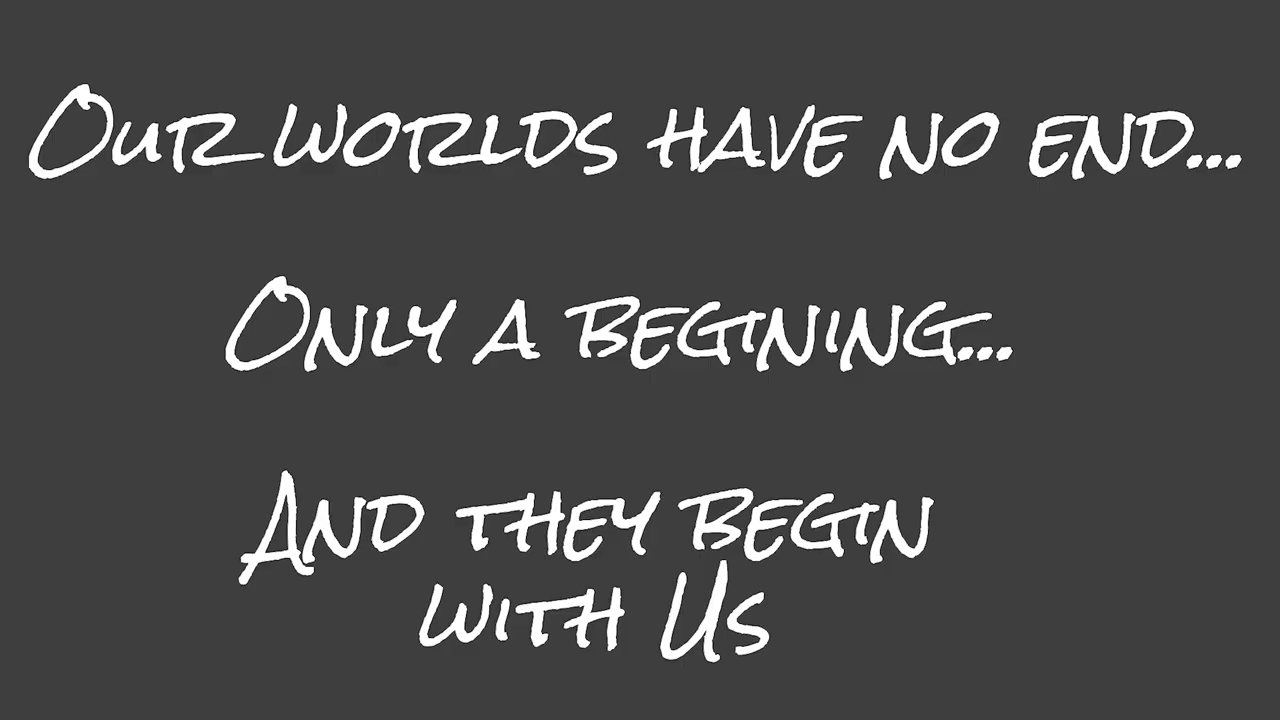 Our worlds have no end...
Only a begining...
And they begin
with Us